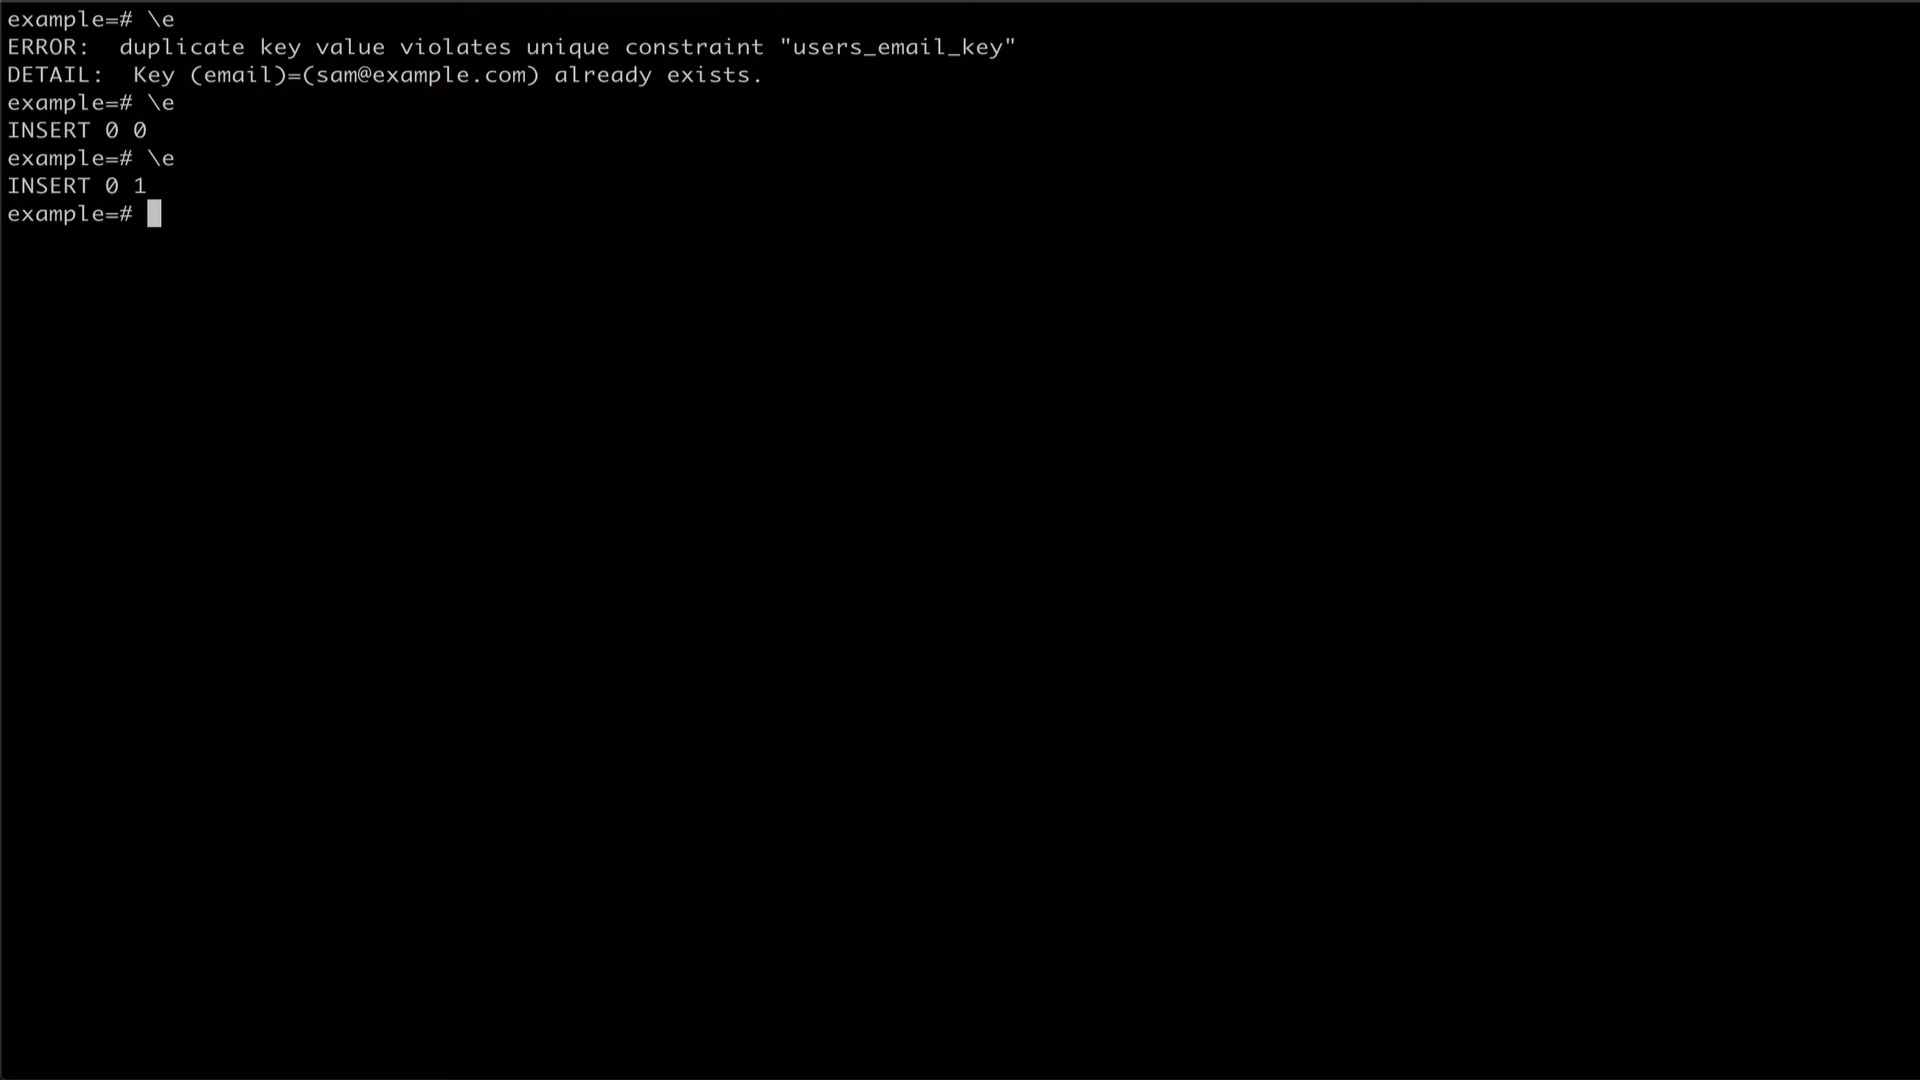 example=# \e
ERROR:  duplicate key value violates unique constraint "users_email_key"
DETAIL:  Key (email)=(sam@example.com) already exists.
example=# \e
INSERT 0 0
example=# \e
INSERT 0 1
example=#